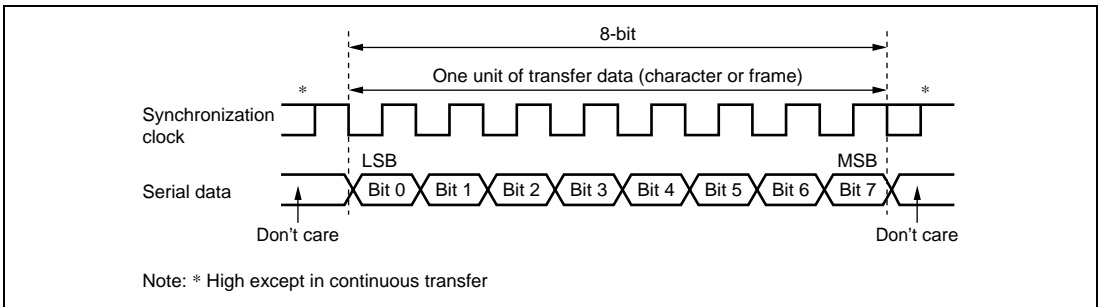 8-bit
One unit of transfer data (character or frame)
* *
Synchronization
clock
LSB MSB
Serial data Bit 0 Bit 1 Bit 2 Bit 3 Bit 4 Bit 5 Bit 6 Bit 7
Don't care Don't care
Note: * High except in continuous transfer